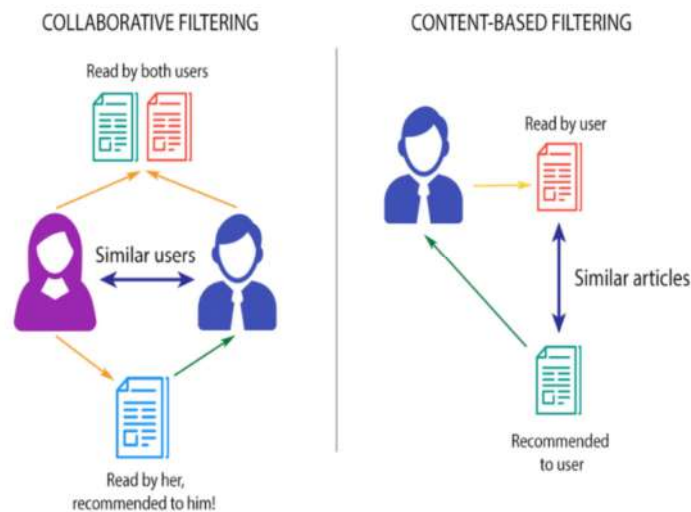 COLLABORATIVE FILTERING
Read by both users
Similar users
Read by her,
recommended to him!
CONTENT-BASED FILTERING
Read by user
Similar articles
Recommended
to user